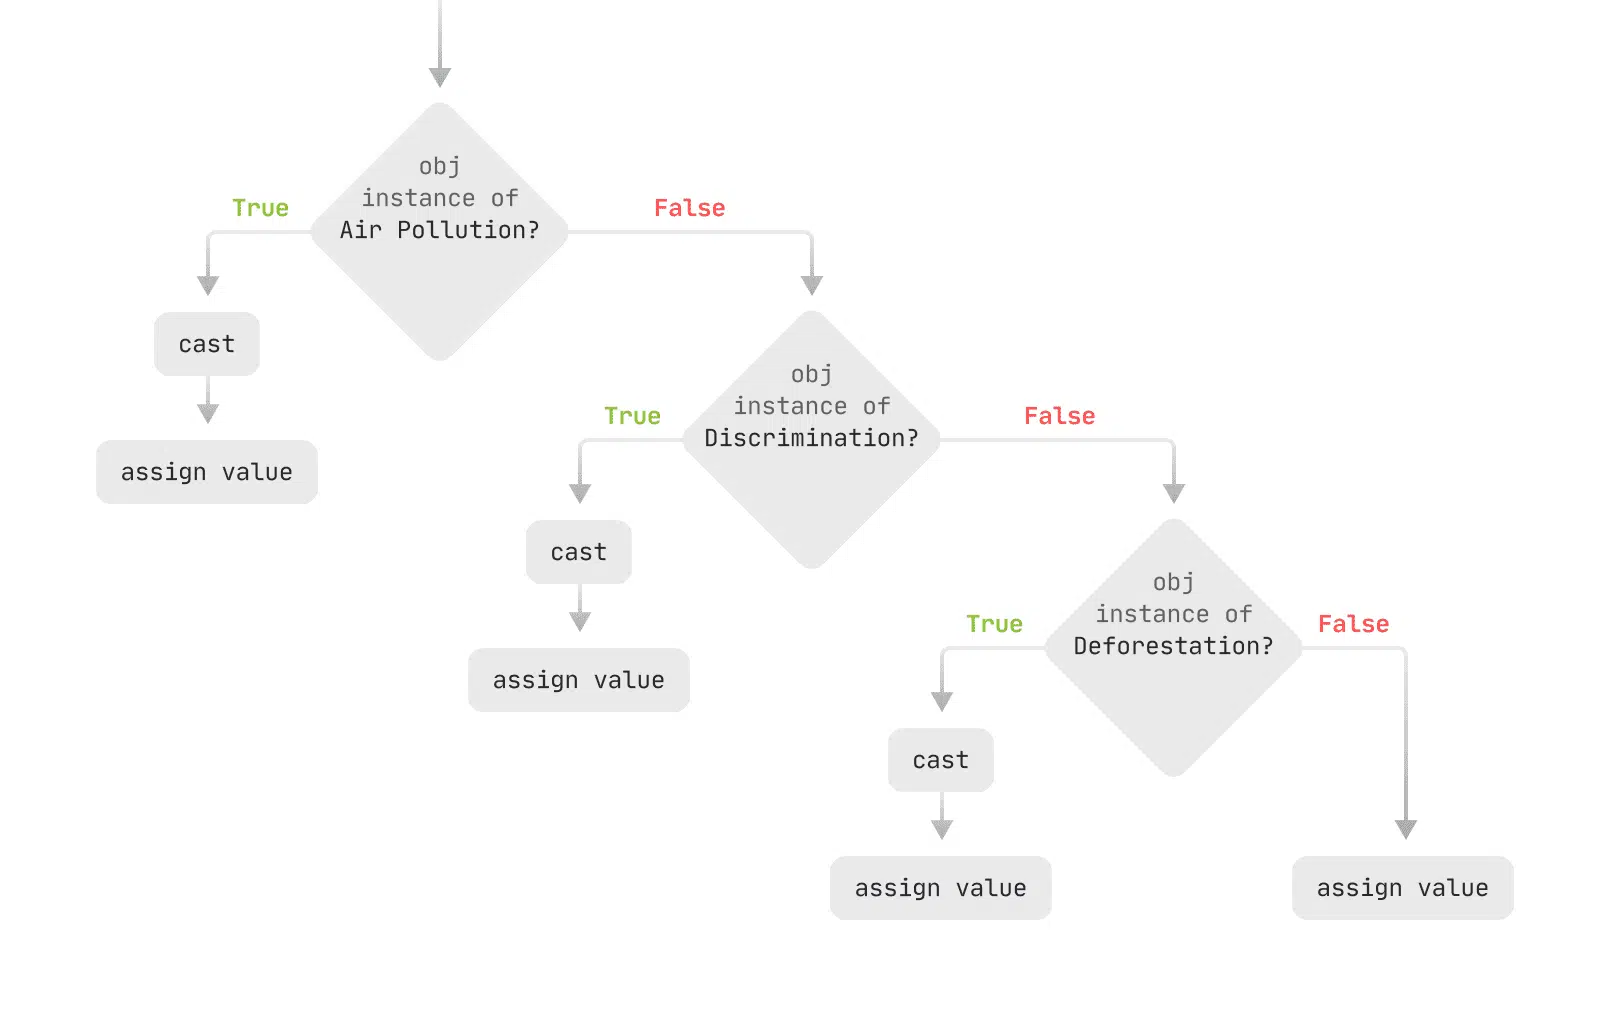 obj
instance of
Air Pollution?
True
False
cast
assign value
obj
instance of
Discrimination?
True
False
cast
assign value
obj
instance of
Deforestation?
True
False
cast
assign value
assign value